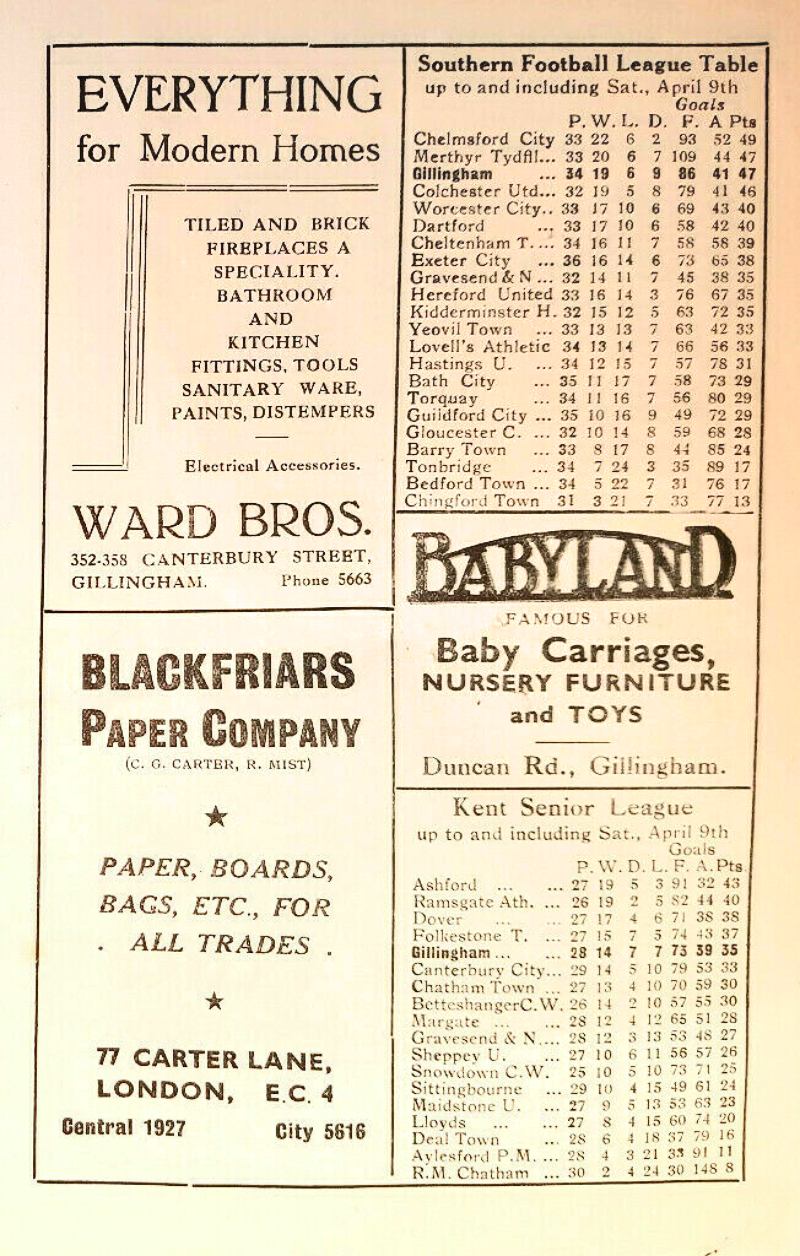 EVERYTHING
for Modern Homes
TILED AND BRICK
FIREPLACES A
SPECIALITY.
BATHROOM
AND
KITCHEN
FITTINGS, TOOLS
SANITARY WARE,
PAINTS, DISTEMPERS
Electrical Accessories.
WARD BROS.
352-358 CANTERBURY STREET,
GILLINGHAM. Phone 5663
BLACKFRIARS
PAPER COMPANY
(C. G. CARTER, R. MIST)
★
PAPER, BOARDS,
BAGS, ETC., FOR
. ALL TRADES .
★
77 CARTER LANE,
LONDON, E.C. 4
Central 1927 City 5616
Southern Football League Table
up to and including Sat., April 9th
Goals
P. W. L. D. F. A Pts
Chelmsford City 33 22 6 2 93 52 49
Merthyr Tydfil... 33 20 6 7 109 44 47
Gillingham ... 34 19 6 9 86 41 47
Colchester Utd... 32 19 5 8 79 41 46
Worcester City.. 33 17 10 6 69 43 40
Dartford ... 33 17 10 6 58 42 40
Cheltenham T.... 34 16 11 7 58 58 39
Exeter City ... 36 16 14 6 73 65 38
Gravesend & N ... 32 14 11 7 45 38 35
Hereford United 33 16 14 3 76 67 35
Kidderminster H. 32 15 12 5 63 72 35
Yeovil Town ... 33 13 13 7 63 42 33
Lovell's Athletic 34 13 14 7 66 56 33
Hastings U. ... 34 12 15 7 57 78 31
Bath City ... 35 11 17 7 58 73 29
Torquay ... 34 11 16 7 56 80 29
Guildford City ... 35 10 16 9 49 72 29
Gloucester C. ... 32 10 14 8 59 68 28
Barry Town ... 33 8 17 8 44 85 24
Tonbridge ... 34 7 24 3 35 89 17
Bedford Town ... 34 5 22 7 31 76 17
Chingford Town 31 3 21 7 33 77 13
BABYLAND
FAMOUS FOR
Baby Carriages,
NURSERY FURNITURE
and TOYS
Duncan Rd., Gillingham.
Kent Senior League
up to and including Sat., April 9th
Goals
P. W. D. L. F. A. Pts
Ashford ... ... 27 19 5 3 91 32 43
Ramsgate Ath. ... 26 19 2 5 82 44 40
Dover ... ... 27 17 4 6 71 38 38
Folkestone T. ... 27 15 7 5 74 43 37
Gillingham ... ... 28 14 7 7 73 39 35
Canterbury City... 29 14 5 10 79 53 33
Chatham Town ... 27 13 4 10 70 59 30
BetteshangerC.W. 26 14 2 10 57 55 30
Margate ... ... 28 12 4 12 65 51 28
Gravesend & N.... 28 12 3 13 53 48 27
Sheppey U. ... 27 10 6 11 56 57 26
Snowdown C.W. 25 10 5 10 73 71 25
Sittingbourne ... 29 10 4 15 49 61 24
Maidstone U. ... 27 9 5 13 53 63 23
Lloyds ... ... 27 8 4 15 60 74 20
Deal Town ... 28 6 4 18 37 79 16
Aylesford P.M. ... 28 4 3 21 33 91 11
R.M. Chatham ... 30 2 4 24 30 148 8